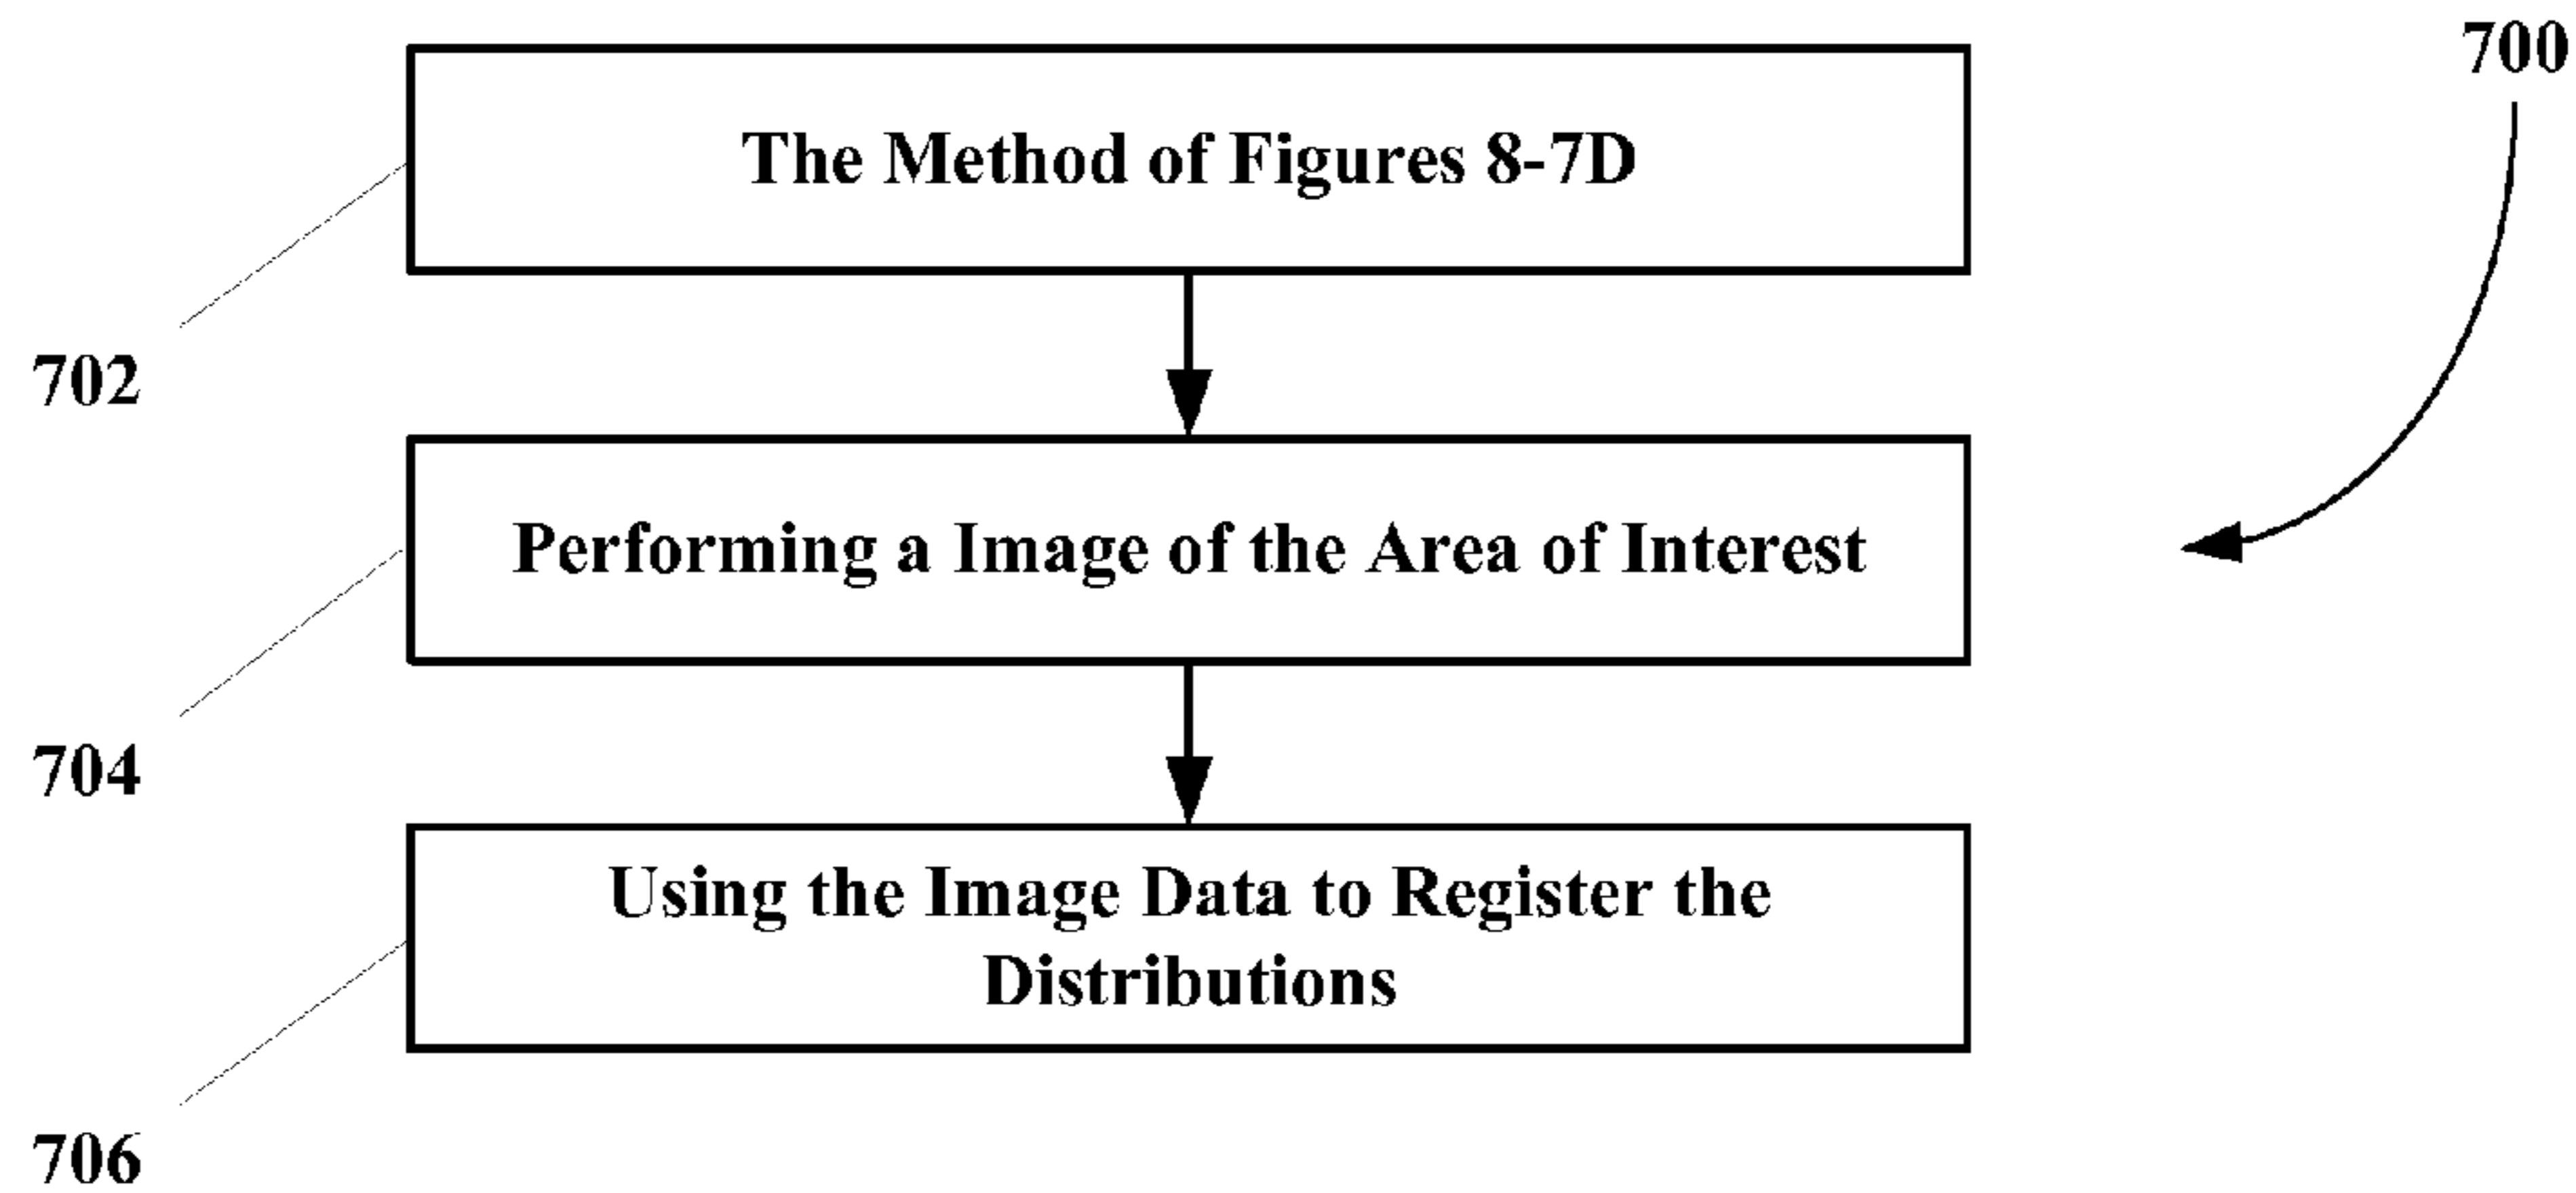 700
The Method of Figures 8-7D
702
Performing a Image of the Area of Interest
704
Using the Image Data to Register the
Distributions
706